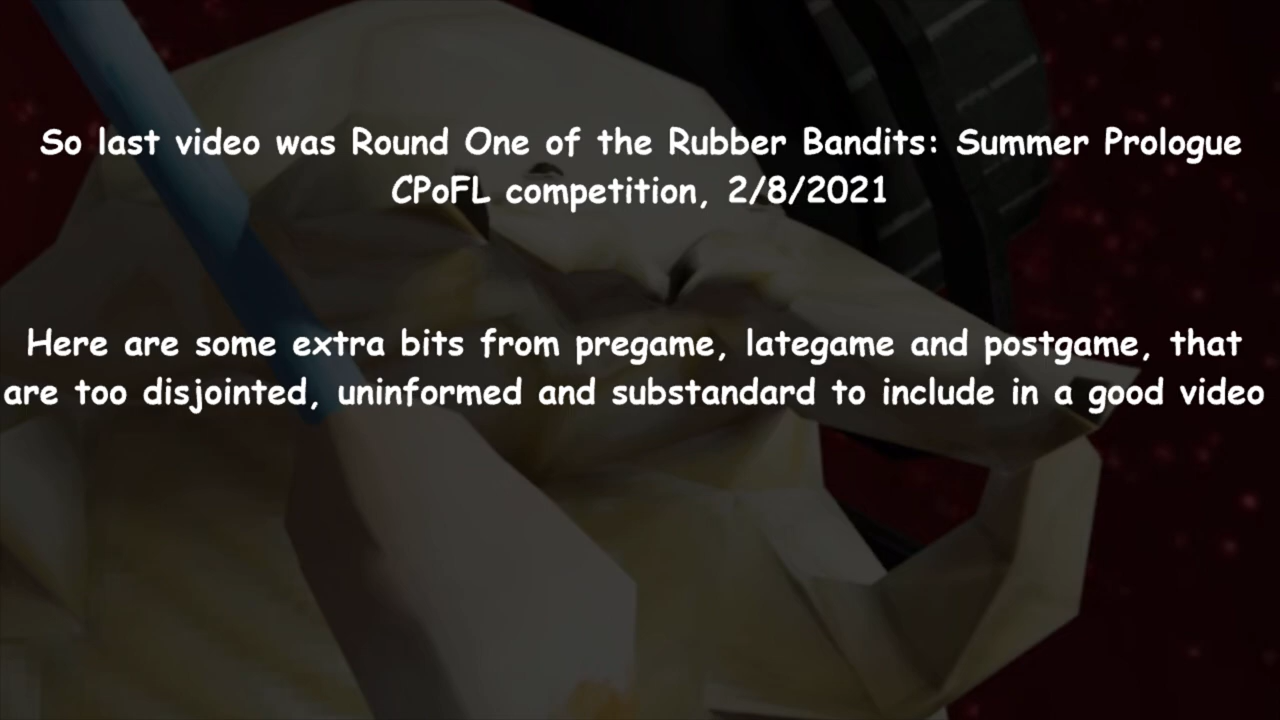 So last video was Round One of the Rubber Bandits: Summer Prologue
CPoFL competition, 2/8/2021
Here are some extra bits from pregame, lategame and postgame, that
are too disjointed, uninformed and substandard to include in a good video